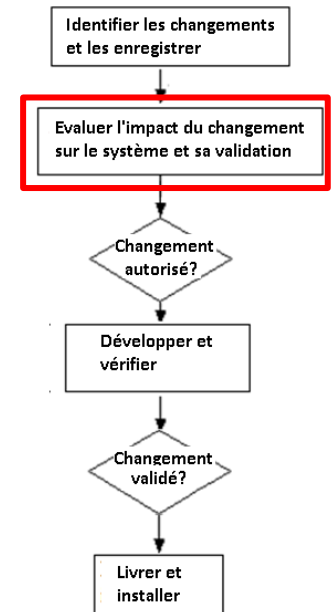 Identifier les changements
et les enregistrer
Evaluer l'impact du changement
sur le système et sa validation
Changement
autorisé?
Développer et
vérifier
Changement
validé?
Livrer et
installer